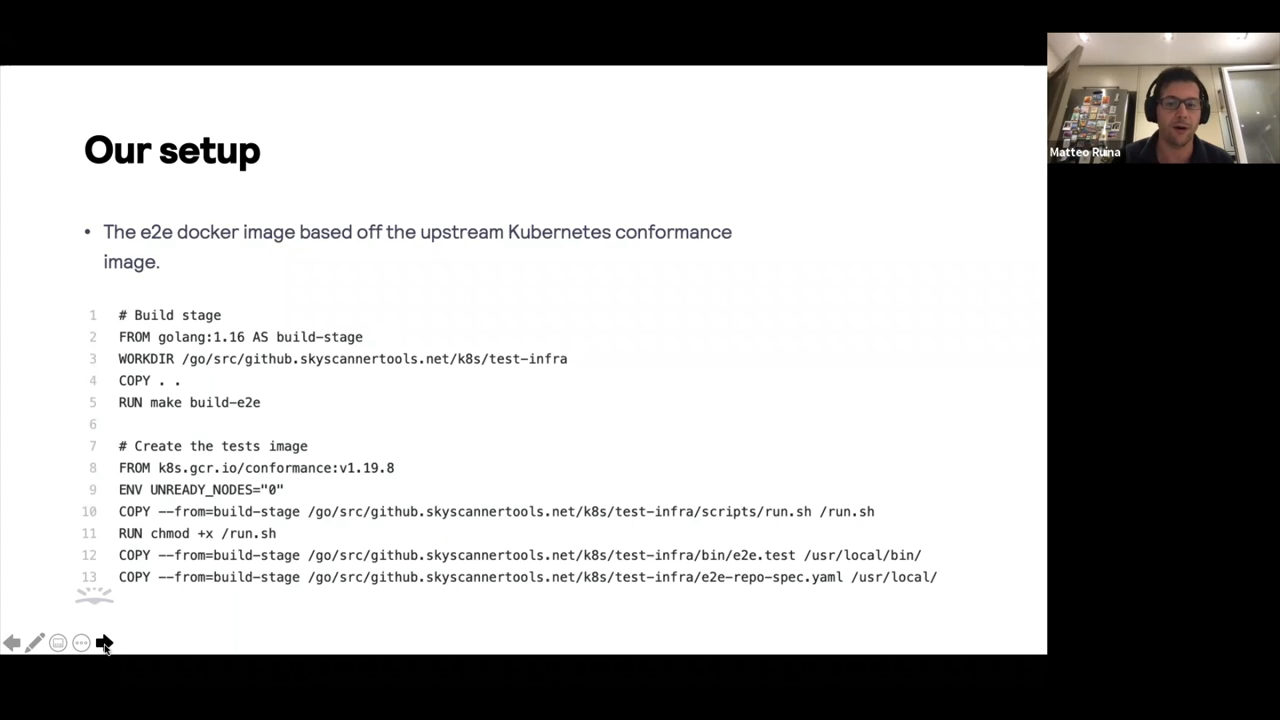 Our setup
• The e2e docker image based off the upstream Kubernetes conformance
image.
1 # Build stage
2 FROM golang:1.16 AS build-stage
3 WORKDIR /go/src/github.skyscannertools.net/k8s/test-infra
4 COPY . .
5 RUN make build-e2e
6
7 # Create the tests image
8 FROM k8s.gcr.io/conformance:v1.19.8
9 ENV UNREADY_NODES="0"
10 COPY --from=build-stage /go/src/github.skyscannertools.net/k8s/test-infra/scripts/run.sh /run.sh
11 RUN chmod +x /run.sh
12 COPY --from=build-stage /go/src/github.skyscannertools.net/k8s/test-infra/bin/e2e.test /usr/local/bin/
13 COPY --from=build-stage /go/src/github.skyscannertools.net/k8s/test-infra/e2e-repo-spec.yaml /usr/local/
Matteo Ruina